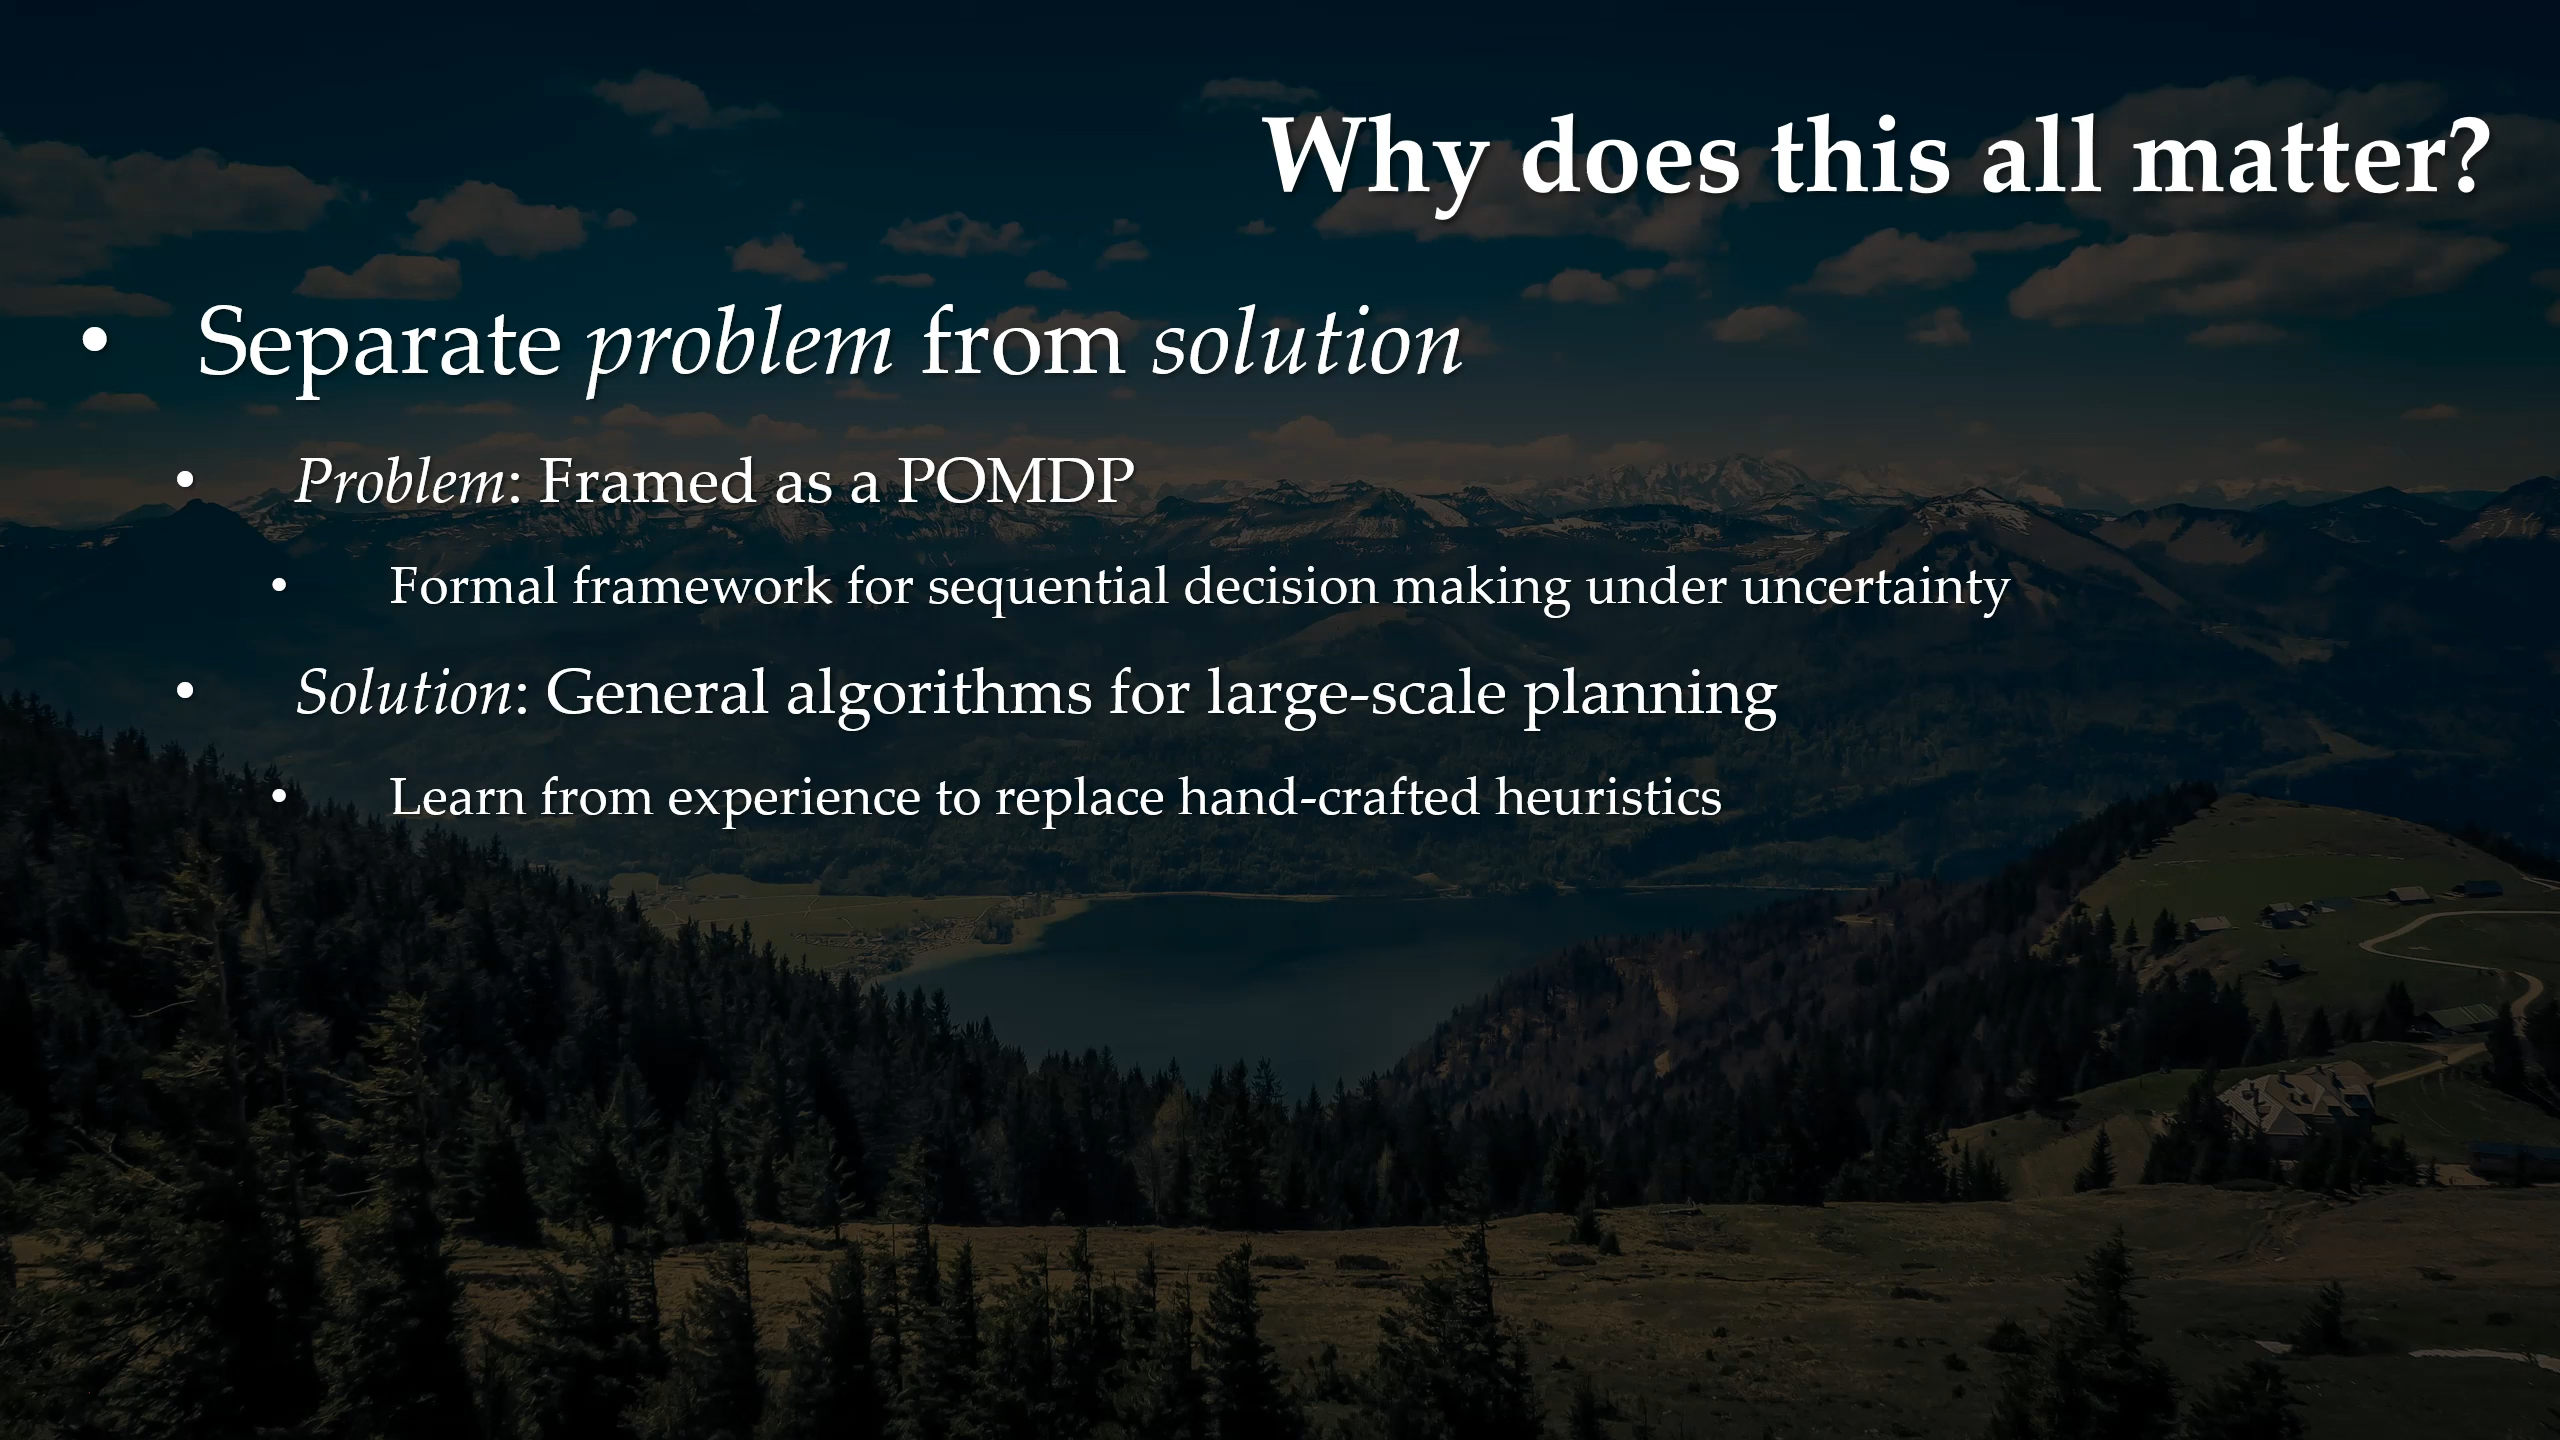 Why does this all matter?
• Separate problem from solution
• Problem: Framed as a POMDP
• Formal framework for sequential decision making under uncertainty
• Solution: General algorithms for large-scale planning
• Learn from experience to replace hand-crafted heuristics